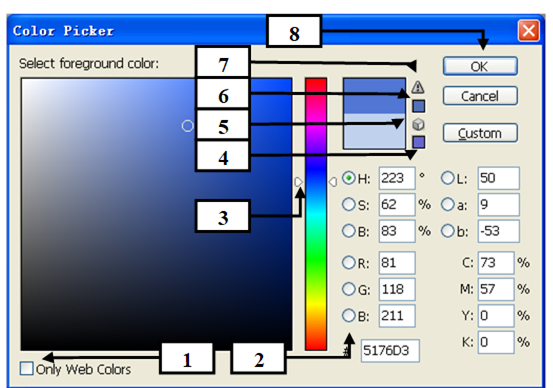 Color Picker
8
Select foreground color:
7
OK
6
Cancel
5
Custom
4
H: 223 ° L: 50
S: 62 % a: 9
3
B: 83 % b: -53
R: 81 C: 73 %
G: 118 M: 57 %
B: 211 Y: 0 %
1 2 # 5176D3 K: 0 %
Only Web Colors